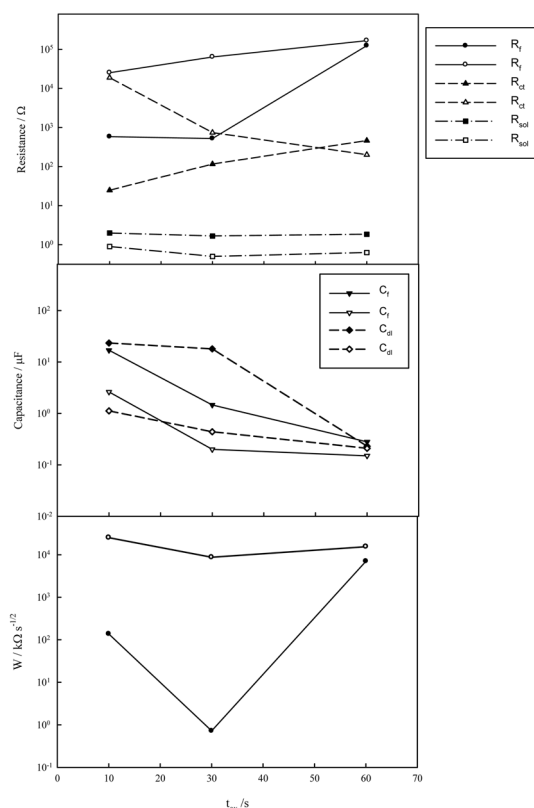 10⁵
10⁴
10³
10²
10¹
10⁰
Resistance / Ω
R_f
R_f
R_ct
R_ct
R_sol
R_sol
10²
10¹
10⁰
10⁻¹
10⁻²
Capacitance / μF
C_f
C_f
C_dl
C_dl
10⁴
10³
10²
10¹
10⁰
10⁻¹
W / kΩ s⁻¹/²
0 10 20 30 40 50 60 70
/s